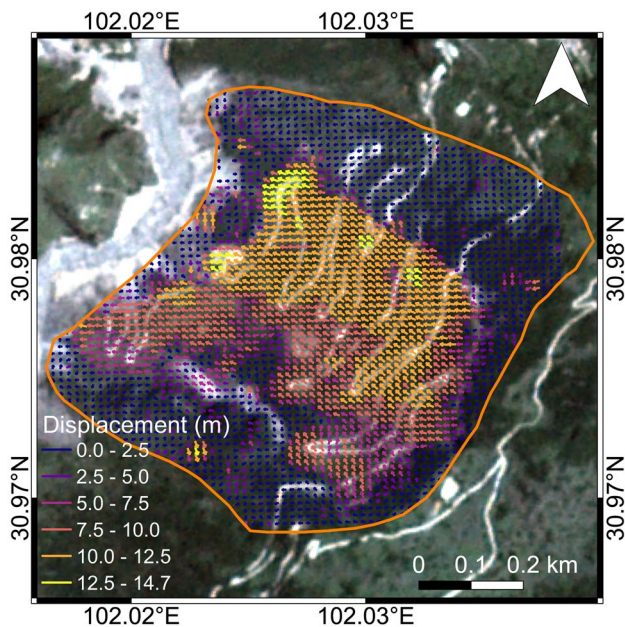 102.02°E 102.03°E
30.98°N 30.98°N
Displacement (m)
0.0 - 2.5
2.5 - 5.0
5.0 - 7.5
7.5 - 10.0
10.0 - 12.5
12.5 - 14.7
0 0.1 0.2 km
30.97°N 30.97°N
102.02°E 102.03°E